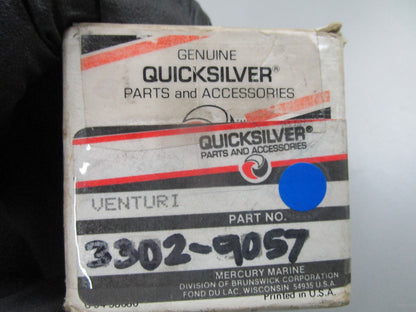 GENUINE
QUICKSILVER®
PARTS and ACCESSORIES
QUICKSILVER®
PARTS AND ACCESSORIES
VENTURI
PART NO.
3302-9057
MERCURY MARINE
DIVISION OF BRUNSWICK CORPORATION
FOND DU LAC, WISCONSIN 54935 U.S.A.
Printed in U.S.A.